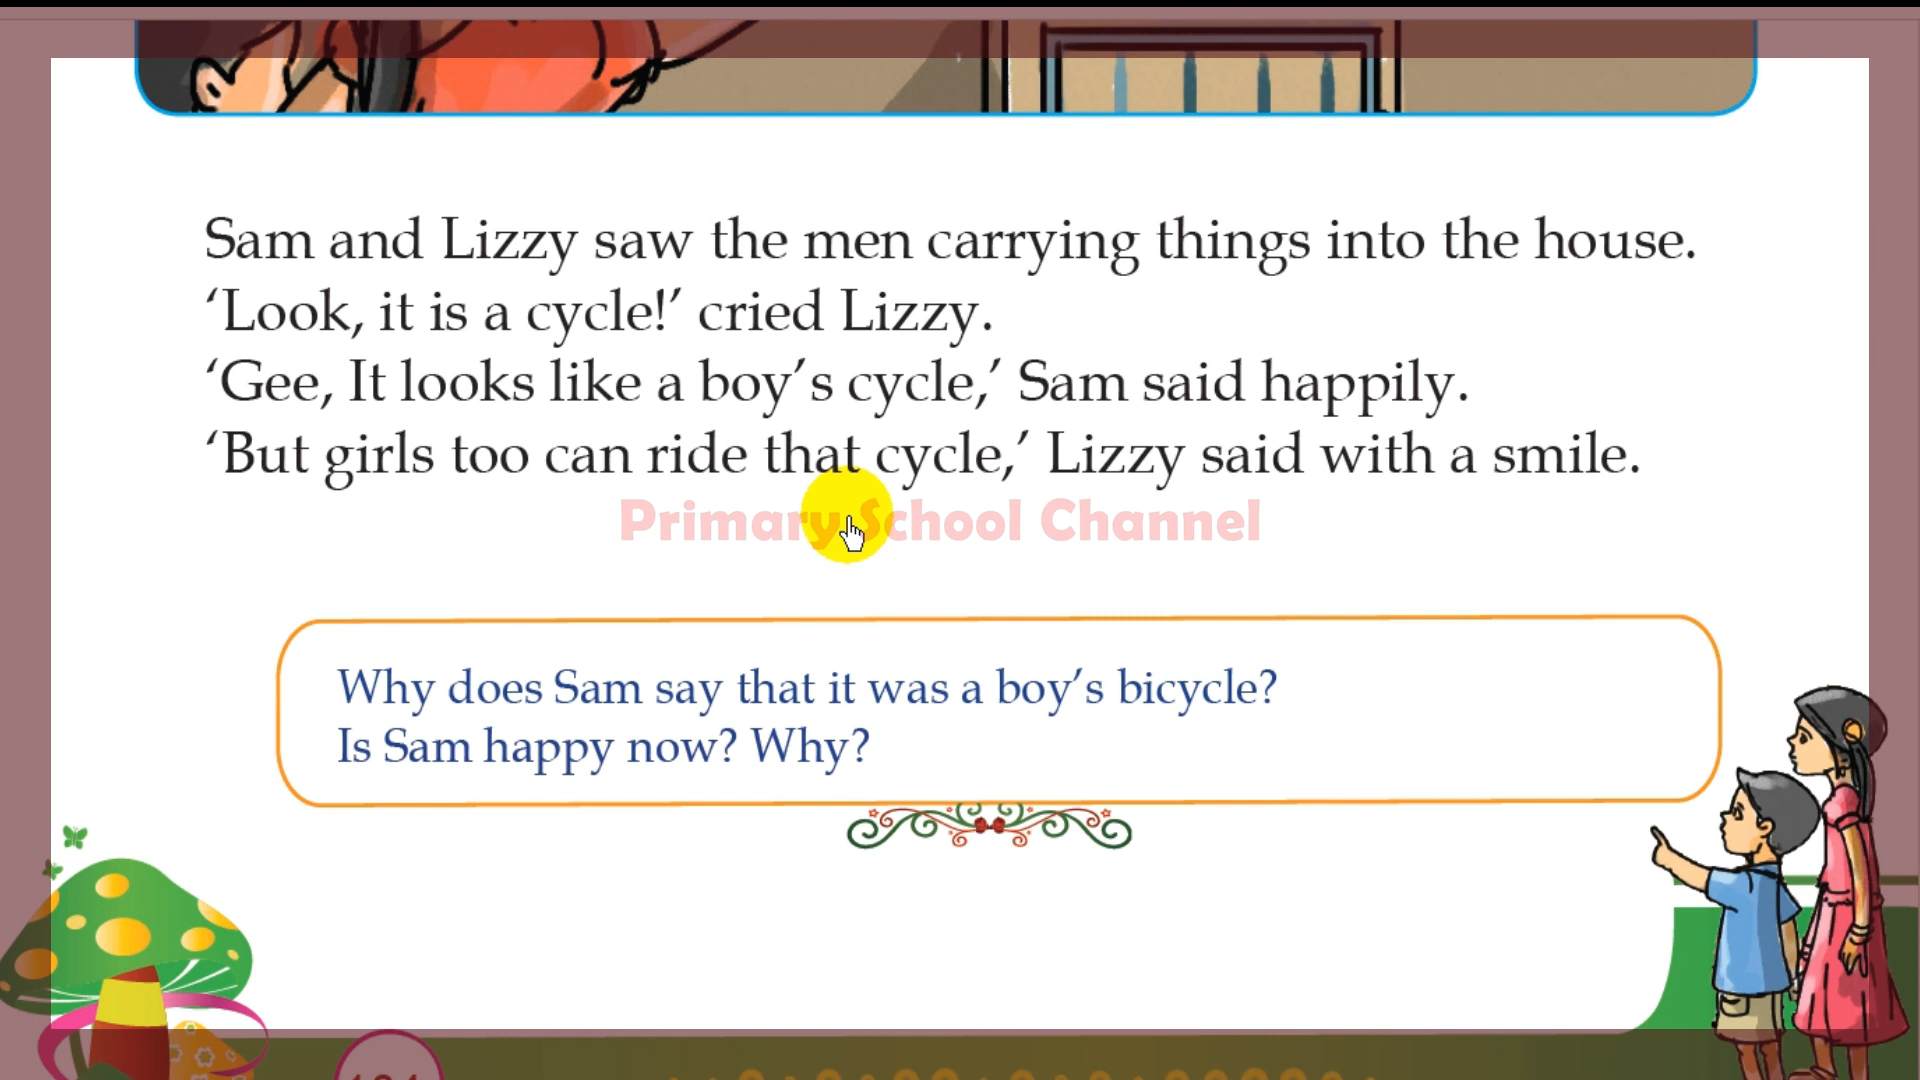 Sam and Lizzy saw the men carrying things into the house.
‘Look, it is a cycle!’ cried Lizzy.
‘Gee, It looks like a boy’s cycle,’ Sam said happily.
‘But girls too can ride that cycle,’ Lizzy said with a smile.
Primary School Channel
Why does Sam say that it was a boy’s bicycle?
Is Sam happy now? Why?